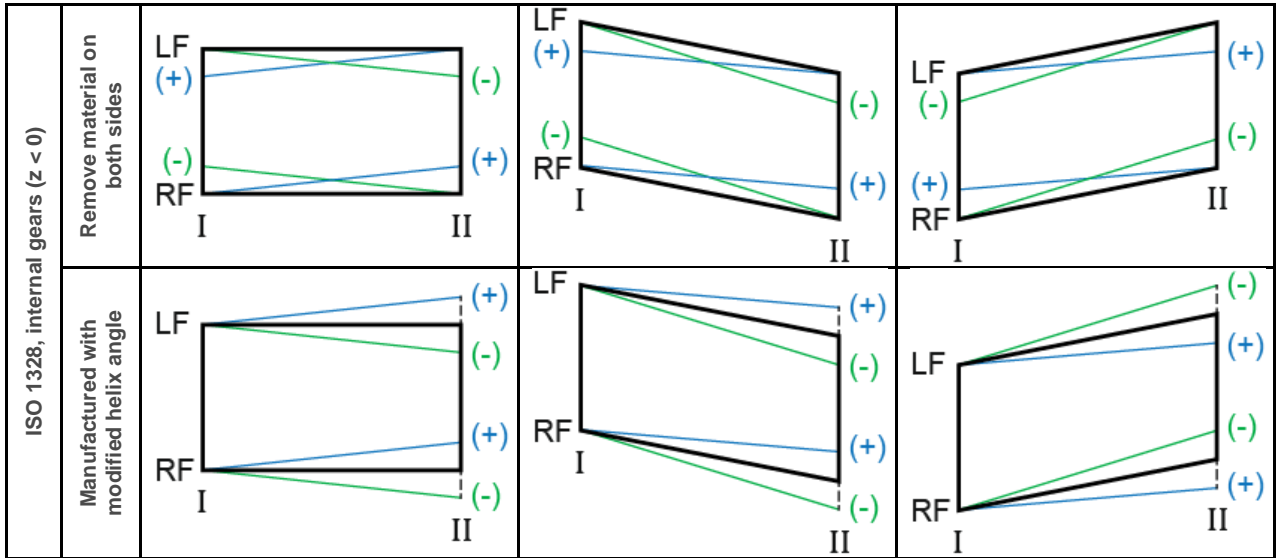 ISO 1328, internal gears (z < 0)
Remove material on
both sides
LF
(+)
(-)
(-)
(+)
RF
I
II
LF
(+)
(-)
(-)
RF
(+)
I
II
(+)
LF
(-)
(-)
(+)
RF
II
I
Manufactured with
modified helix angle
(+)
LF
(-)
(+)
RF
(-)
I
II
LF
(+)
(-)
RF
(+)
I
(-)
II
(-)
(+)
LF
(-)
(+)
RF
II
I